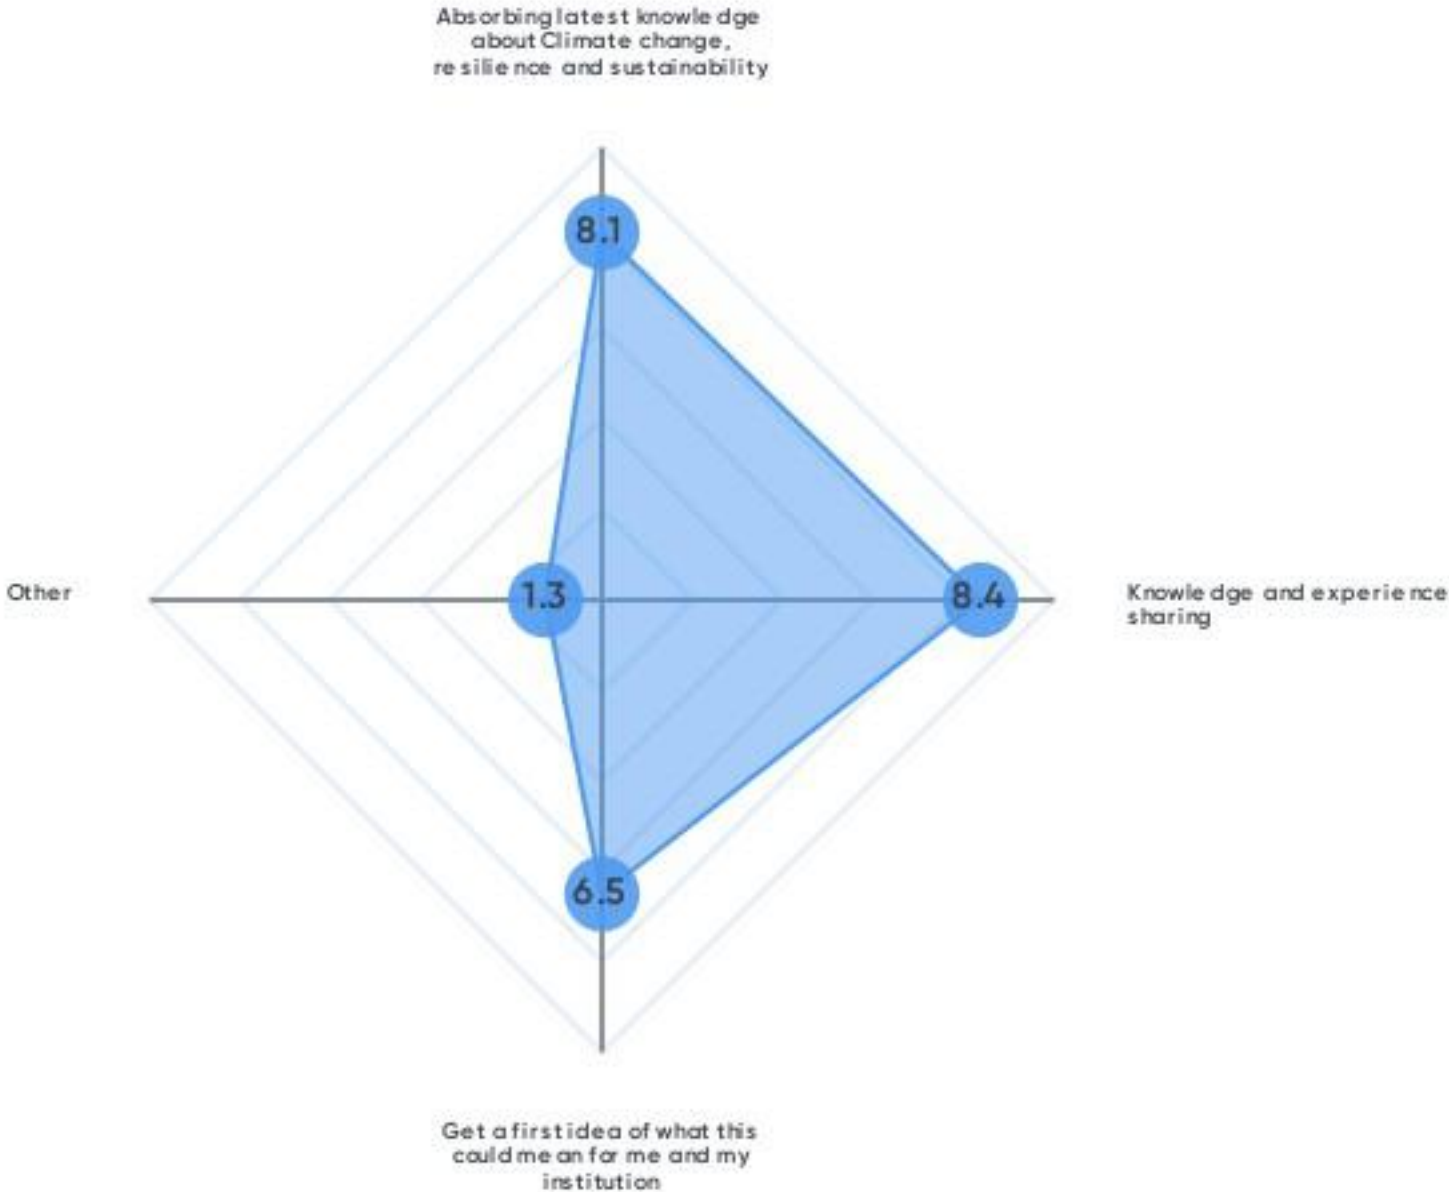 Absorbing latest knowledge
about Climate change,
resilience and sustainability
8.1
Other
1.3
8.4
Knowledge and experience
sharing
6.5
Get a first idea of what this
could mean for me and my
institution